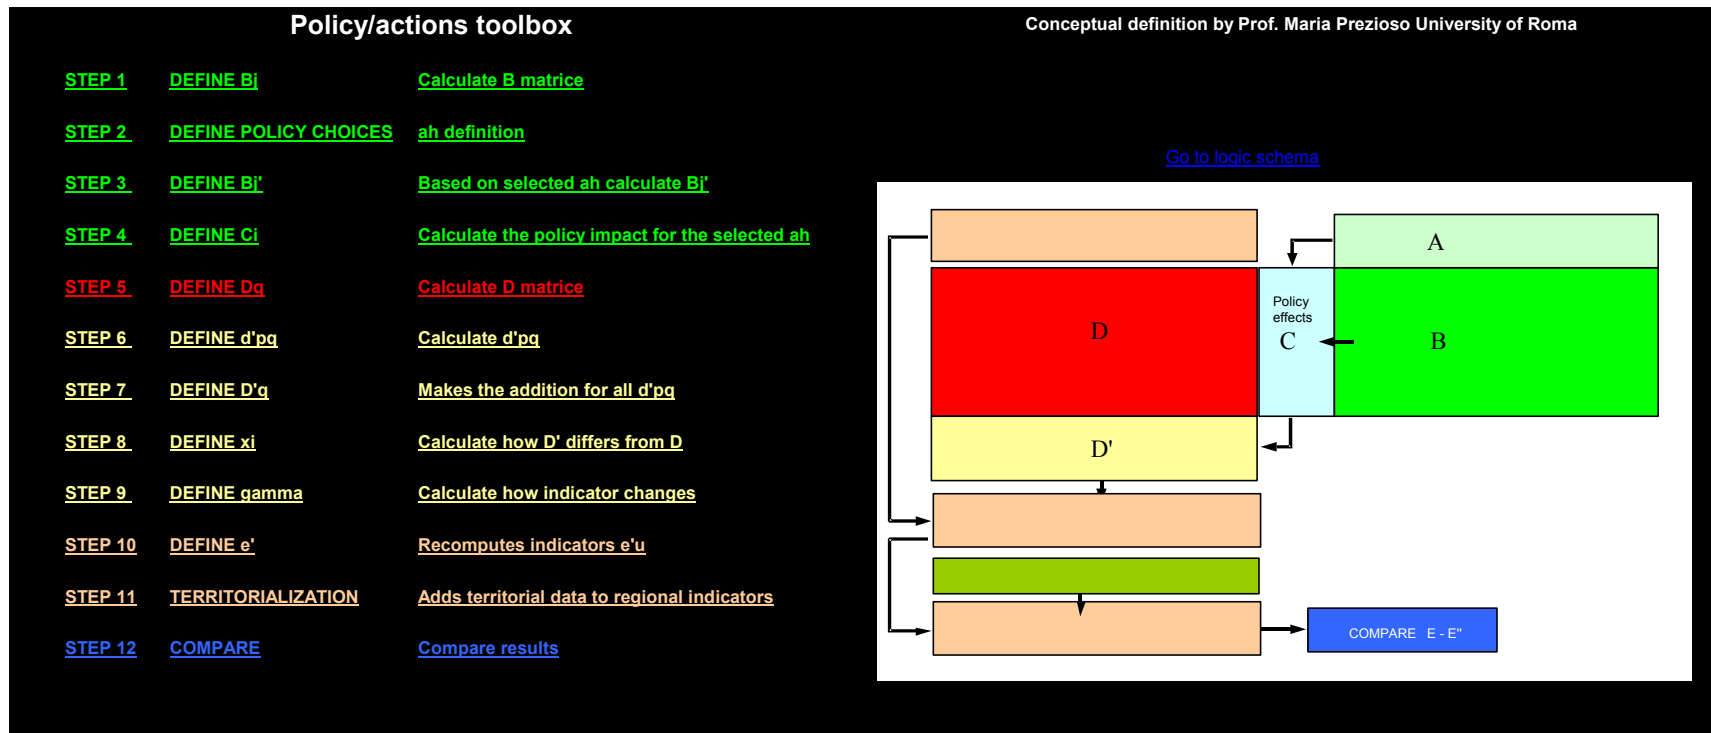 Policy/actions toolbox
Conceptual definition by Prof. Maria Prezioso University of Roma
STEP 1 DEFINE Bj Calculate B matrice
STEP 2 DEFINE POLICY CHOICES ah definition
Go to logic schema
STEP 3 DEFINE Bj' Based on selected ah calculate Bj'
STEP 4 DEFINE Ci Calculate the policy impact for the selected ah
STEP 5 DEFINE Dq Calculate D matrice
STEP 6 DEFINE d'pq Calculate d'pq
STEP 7 DEFINE D'q Makes the addition for all d'pq
STEP 8 DEFINE xi Calculate how D' differs from D
STEP 9 DEFINE gamma Calculate how indicator changes
STEP 10 DEFINE e' Recomputes indicators e'u
STEP 11 TERRITORIALIZATION Adds territorial data to regional indicators
STEP 12 COMPARE Compare results
A
D
Policy
effects
C
B
D'
COMPARE E - E"